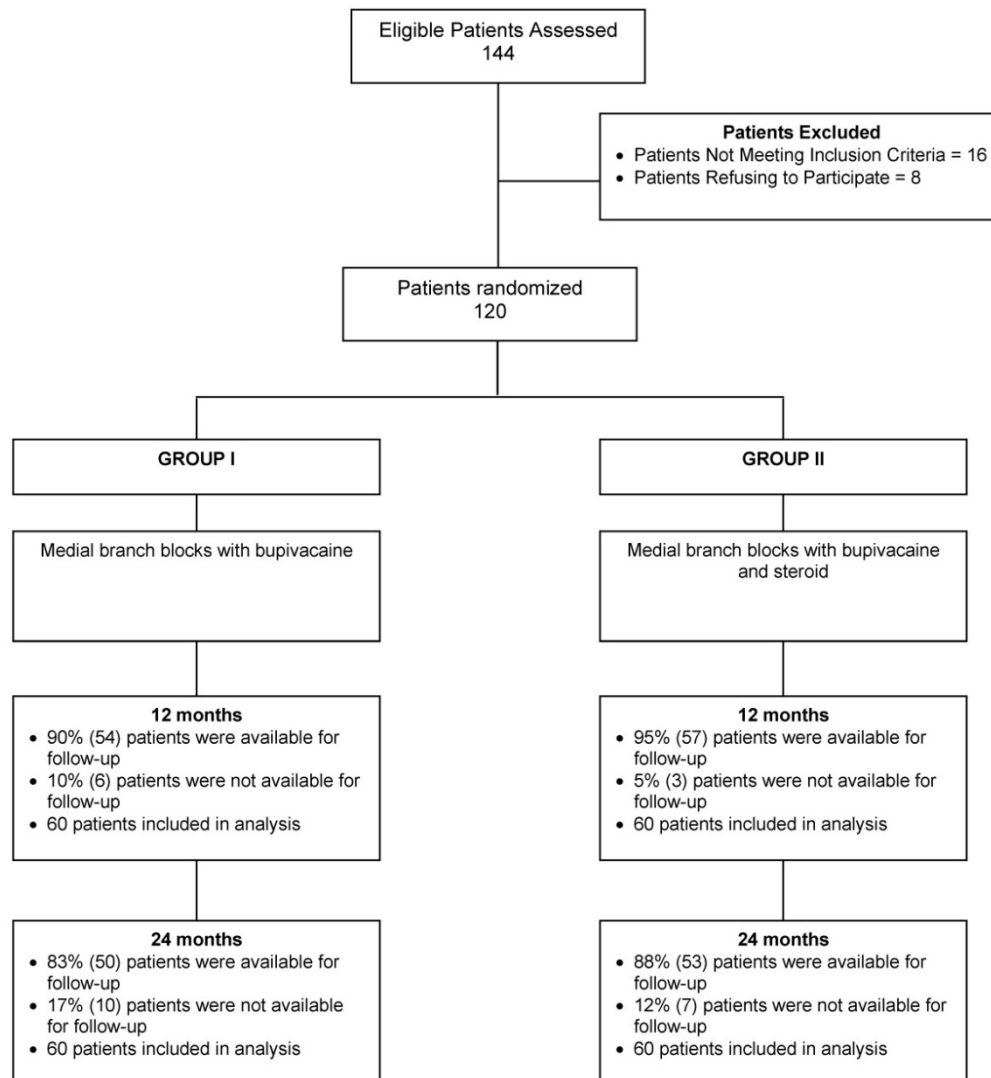 Eligible Patients Assessed
144
Patients Excluded
• Patients Not Meeting Inclusion Criteria = 16
• Patients Refusing to Participate = 8
Patients randomized
120
GROUP I
GROUP II
Medial branch blocks with bupivacaine
Medial branch blocks with bupivacaine
and steroid
12 months
• 90% (54) patients were available for
follow-up
• 10% (6) patients were not available for
follow-up
• 60 patients included in analysis
12 months
• 95% (57) patients were available for
follow-up
• 5% (3) patients were not available for
follow-up
• 60 patients included in analysis
24 months
• 83% (50) patients were available for
follow-up
• 17% (10) patients were not available
for follow-up
• 60 patients included in analysis
24 months
• 88% (53) patients were available for
follow-up
• 12% (7) patients were not available for
follow-up
• 60 patients included in analysis